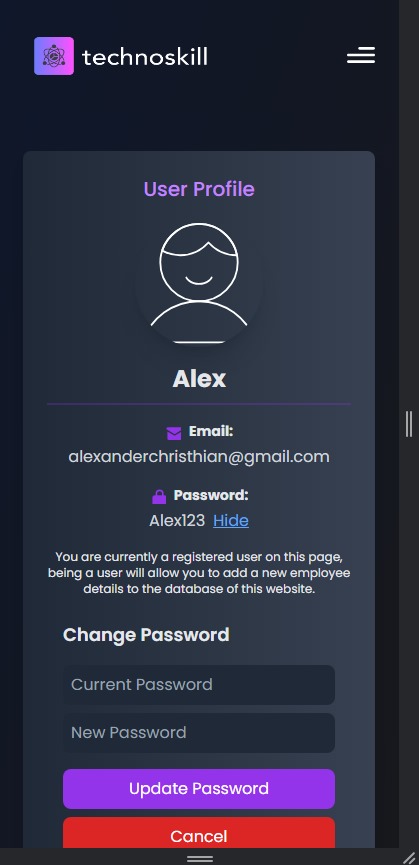 technoskill
User Profile
Alex
Email:
alexanderchristhian@gmail.com
Password:
Alex123 Hide
You are currently a registered user on this page,
being a user will allow you to add a new employee
details to the database of this website.
Change Password
Current Password
New Password
Update Password
Cancel